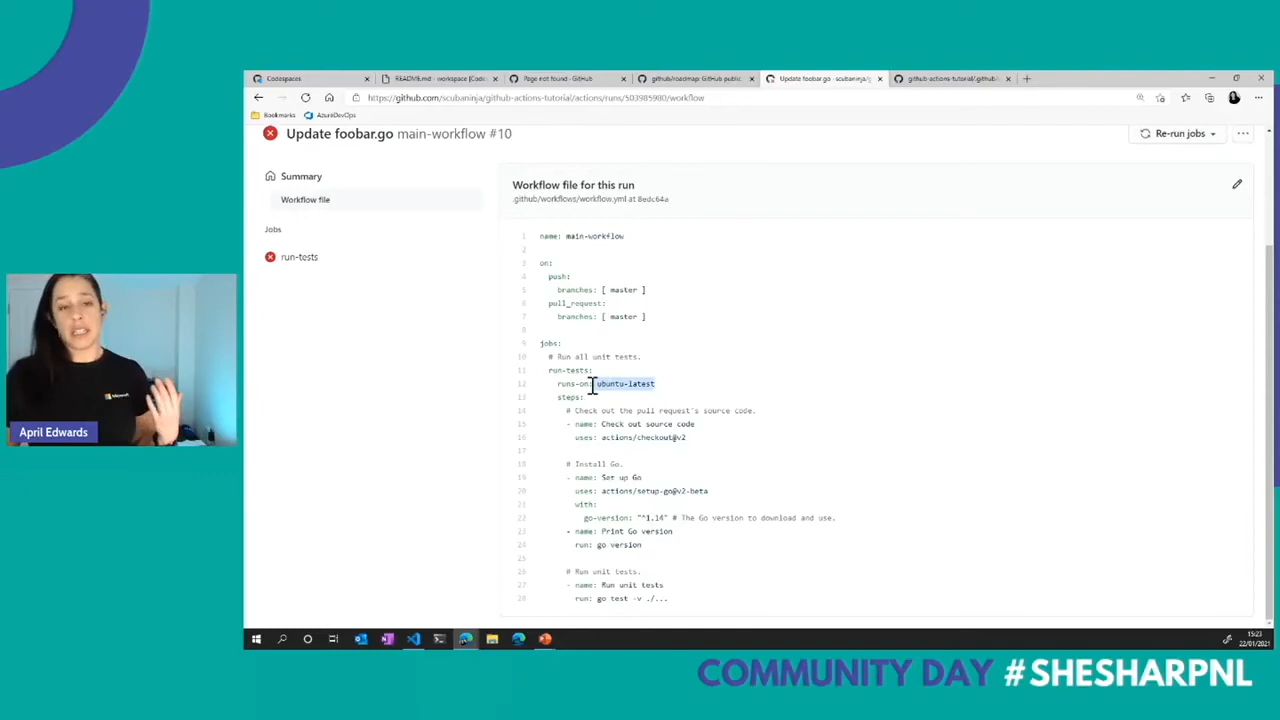 Codespaces
README.md - workspace [Code
Page not found · GitHub
github/roadmap: GitHub public
Update foobar.go · scubaninja/g
github-actions-tutorial/.github/
https://github.com/scubaninja/github-actions-tutorial/actions/runs/503985980/workflow
Bookmarks
AzureDevOps
Update foobar.go main-workflow #10
Re-run jobs
Summary
Workflow file
Jobs
run-tests
Workflow file for this run
.github/workflows/workflow.yml at 8edc64a
1 name: main-workflow
2
3 on:
4 push:
5 branches: [ master ]
6 pull_request:
7 branches: [ master ]
8
9 jobs:
10 # Run all unit tests.
11 run-tests:
12 runs-on: ubuntu-latest
13 steps:
14 # Check out the pull request's source code.
15 - name: Check out source code
16 uses: actions/checkout@v2
17
18 # Install Go.
19 - name: Set up Go
20 uses: actions/setup-go@v2-beta
21 with:
22 go-version: "^1.14" # The Go version to download and use.
23 - name: Print Go version
24 run: go version
25
26 # Run unit tests.
27 - name: Run unit tests
28 run: go test -v ./...
Microsoft
April Edwards
15:23
22/01/2021
COMMUNITY DAY #SHESHARPNL